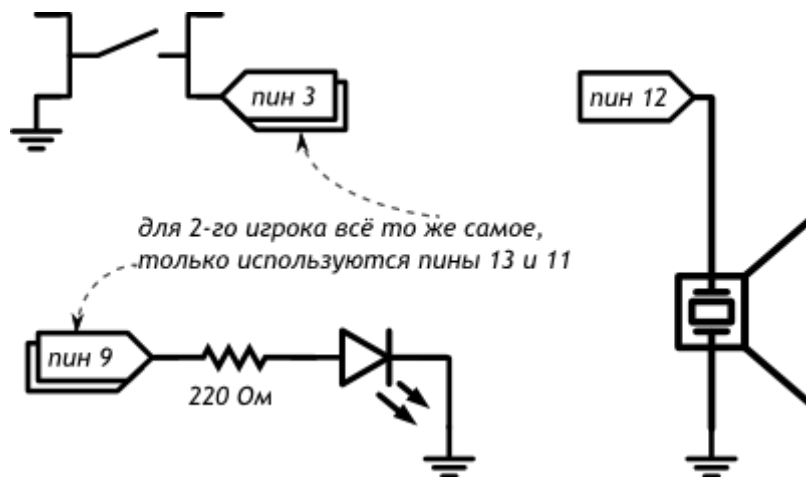 пин 3
пин 12
для 2-го игрока всё то же самое,
только используются пины 13 и 11
пин 9
220 Ом